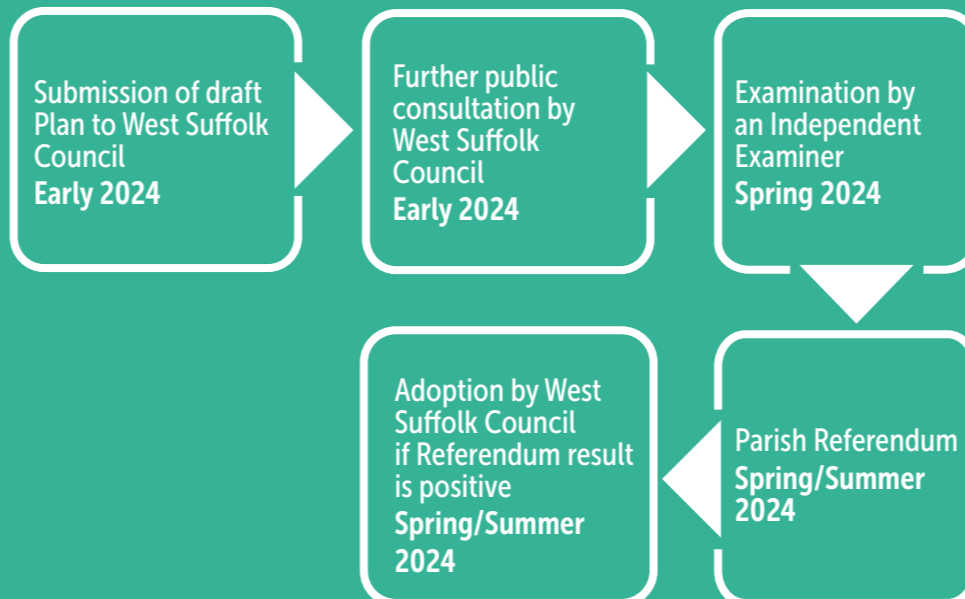 Submission of draft
Plan to West Suffolk
Council
Early 2024
Further public
consultation by
West Suffolk
Council
Early 2024
Examination by
an Independent
Examiner
Spring 2024
Parish Referendum
Spring/Summer
2024
Adoption by West
Suffolk Council
if Referendum result
is positive
Spring/Summer
2024